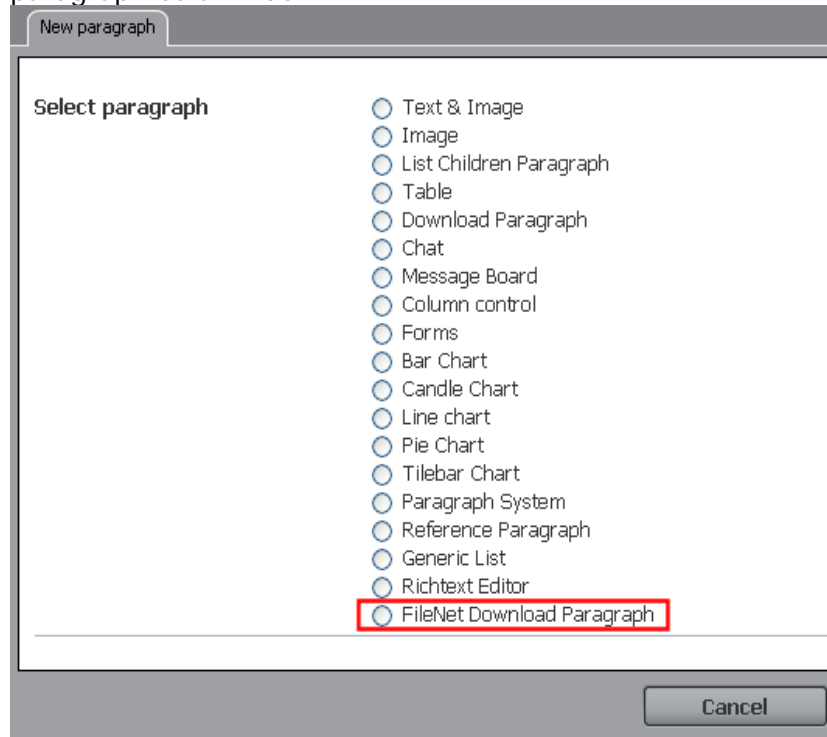 New paragraph
Select paragraph
Text & Image
Image
List Children Paragraph
Table
Download Paragraph
Chat
Message Board
Column control
Forms
Bar Chart
Candle Chart
Line chart
Pie Chart
Tilebar Chart
Paragraph System
Reference Paragraph
Generic List
Richtext Editor
FileNet Download Paragraph
Cancel